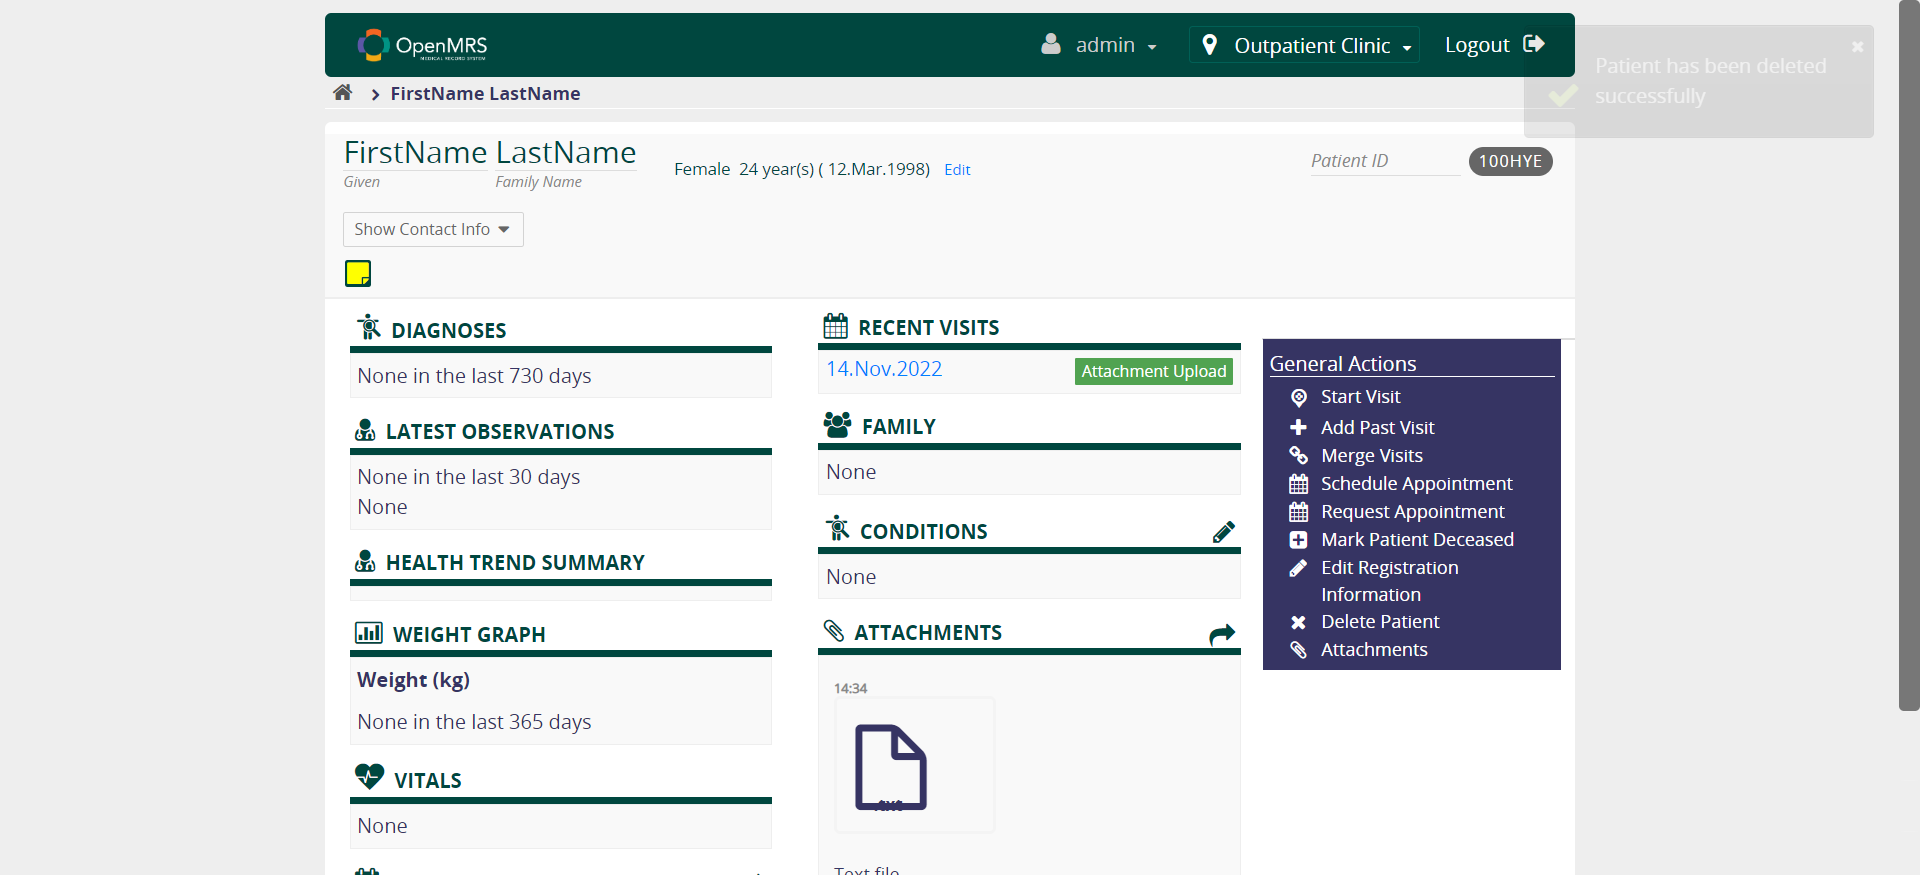 OpenMRS
MEDICAL RECORD SYSTEM
admin
Outpatient Clinic
Logout
Patient has been deleted
successfully
FirstName LastName
FirstName LastName
Given
Family Name
Female 24 year(s) ( 12.Mar.1998) Edit
Patient ID
100HYE
Show Contact Info
DIAGNOSES
None in the last 730 days
LATEST OBSERVATIONS
None in the last 30 days
None
HEALTH TREND SUMMARY
WEIGHT GRAPH
Weight (kg)
None in the last 365 days
VITALS
None
RECENT VISITS
14.Nov.2022
Attachment Upload
FAMILY
None
CONDITIONS
None
ATTACHMENTS
14:34
.txt
Text file
General Actions
Start Visit
Add Past Visit
Merge Visits
Schedule Appointment
Request Appointment
Mark Patient Deceased
Edit Registration
Information
Delete Patient
Attachments